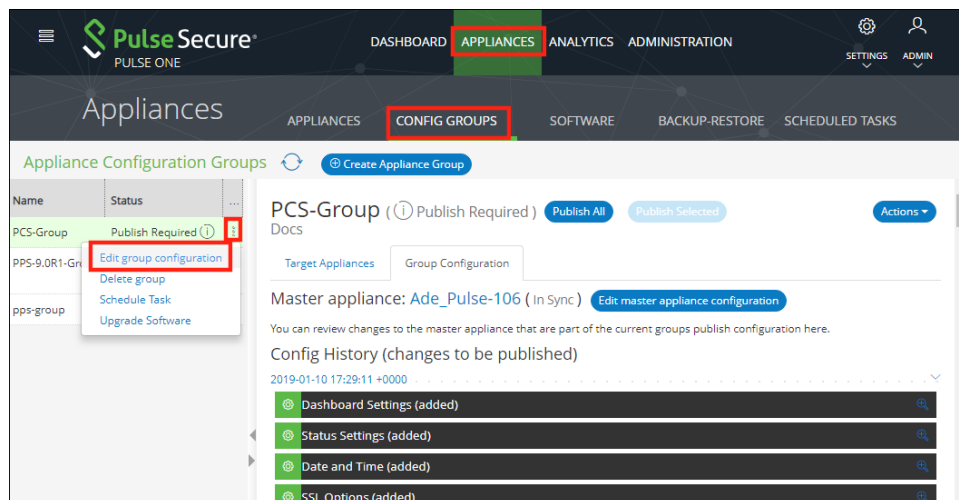 Pulse Secure®
PULSE ONE
DASHBOARD APPLIANCES ANALYTICS ADMINISTRATION
SETTINGS ADMIN
Appliances
APPLIANCES CONFIG GROUPS SOFTWARE BACKUP-RESTORE SCHEDULED TASKS
Appliance Configuration Groups
Create Appliance Group
Name Status ...
PCS-Group Publish Required
PPS-9.0R1-Gr
pps-group
Edit group configuration
Delete group
Schedule Task
Upgrade Software
PCS-Group ( Publish Required ) Publish All Publish Selected Actions
Docs
Target Appliances Group Configuration
Master appliance: Ade_Pulse-106 ( In Sync ) Edit master appliance configuration
You can review changes to the master appliance that are part of the current groups publish configuration here.
Config History (changes to be published)
2019-01-10 17:29:11 +0000
Dashboard Settings (added)
Status Settings (added)
Date and Time (added)
SSL Options (added)